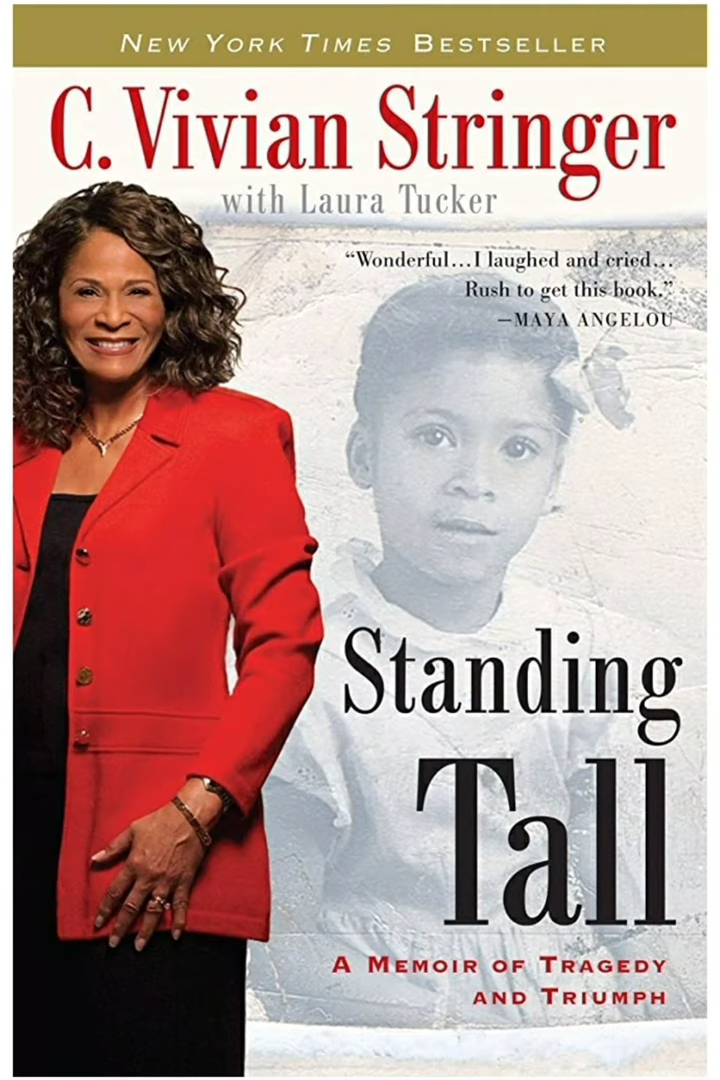 NEW YORK TIMES BESTSELLER
C. Vivian Stringer
with Laura Tucker
“Wonderful...I laughed and cried...
Rush to get this book.”
—MAYA ANGELOU
Standing
Tall
A MEMOIR OF TRAGEDY
AND TRIUMPH